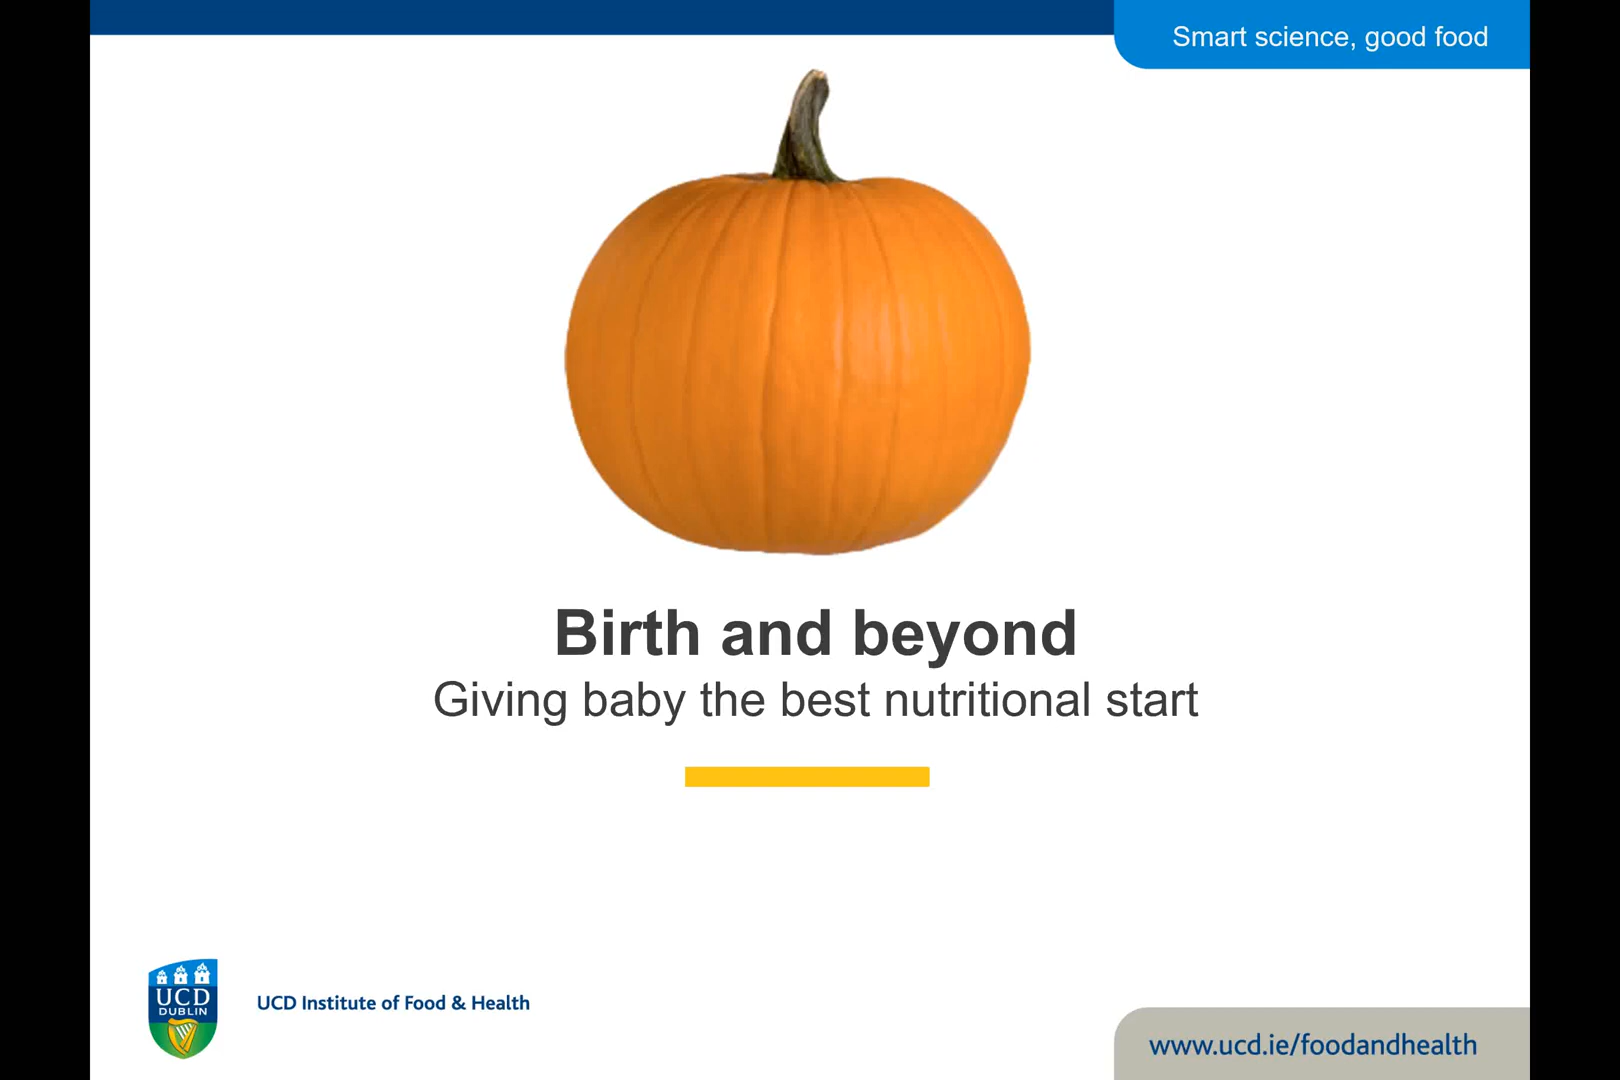 Smart science, good food
Birth and beyond
Giving baby the best nutritional start
UCD
DUBLIN
UCD Institute of Food & Health
www.ucd.ie/foodandhealth